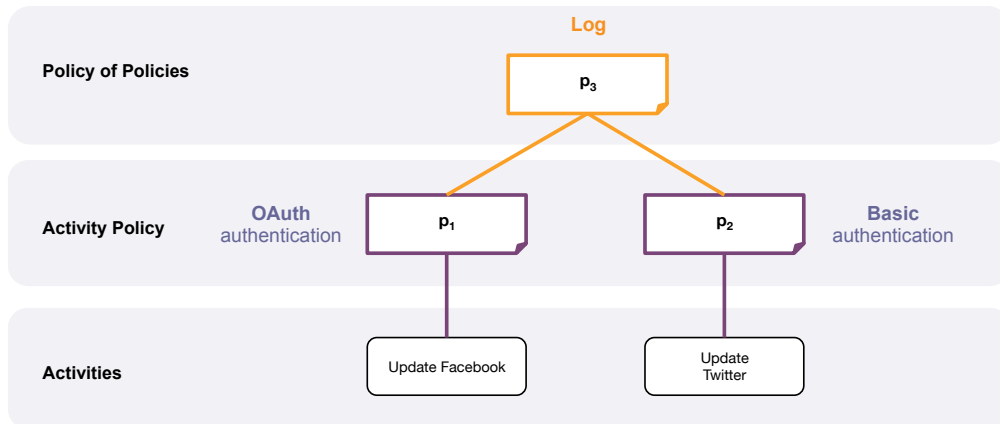 Log
Policy of Policies
p3
OAuth
authentication
Activity Policy
p1
p2
Basic
authentication
Update Facebook
Update
Twitter
Activities